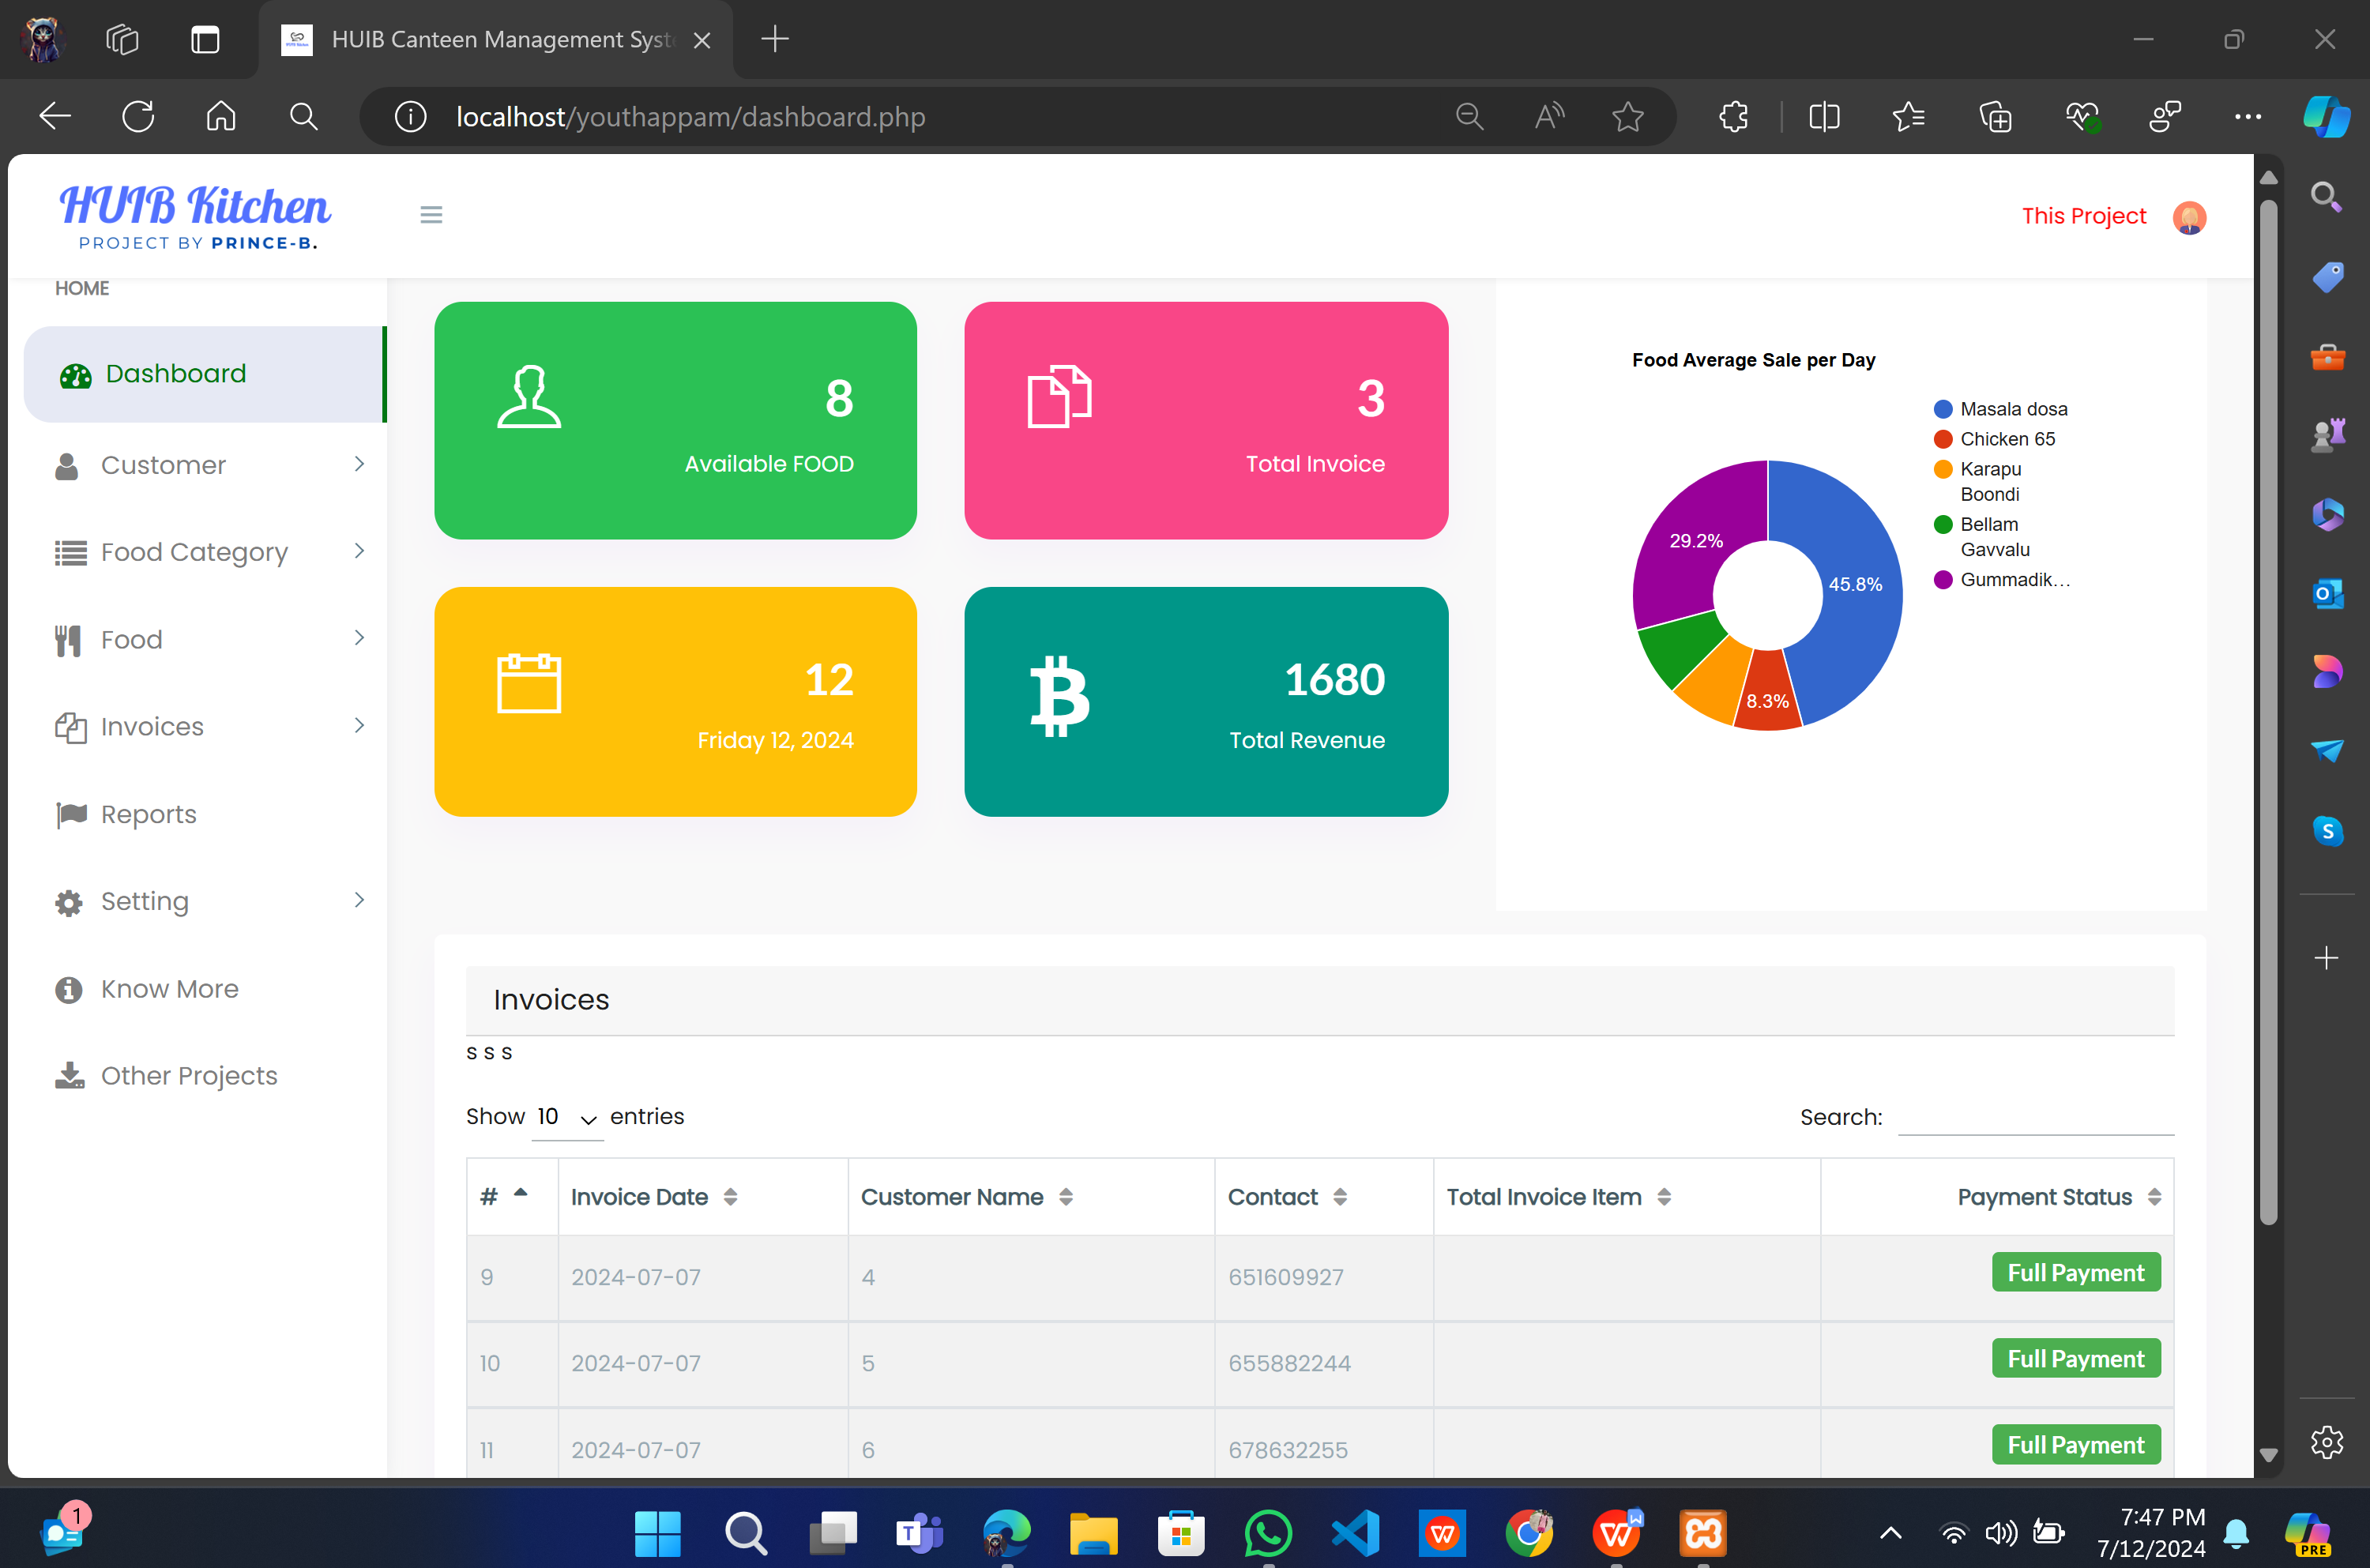 HUIB Canteen Management Syst
localhost/youthappam/dashboard.php
HUIB Kitchen
PROJECT BY PRINCE-B.
This Project
HOME
Dashboard
Customer
Food Category
Food
Invoices
Reports
Setting
Know More
Other Projects
8
Available FOOD
3
Total Invoice
12
Friday 12, 2024
1680
Total Revenue
Food Average Sale per Day
Masala dosa
Chicken 65
Karapu
Boondi
Bellam
Gavvalu
Gummadik...
29.2%
45.8%
8.3%
Invoices
s s s
Show 10 entries
Search:
# Invoice Date Customer Name Contact Total Invoice Item Payment Status
9 2024-07-07 4 651609927 Full Payment
10 2024-07-07 5 655882244 Full Payment
11 2024-07-07 6 678632255 Full Payment
1
7:47 PM
7/12/2024
PRE